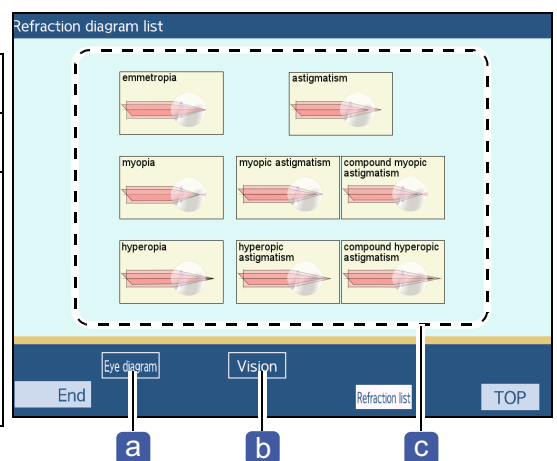 Refraction diagram list
emmetropia
astigmatism
myopia
myopic astigmatism
compound myopic
astigmatism
hyperopia
hyperopic
astigmatism
compound hyperopic
astigmatism
Eye diagram
Vision
End
Refraction list
TOP
a
b
c